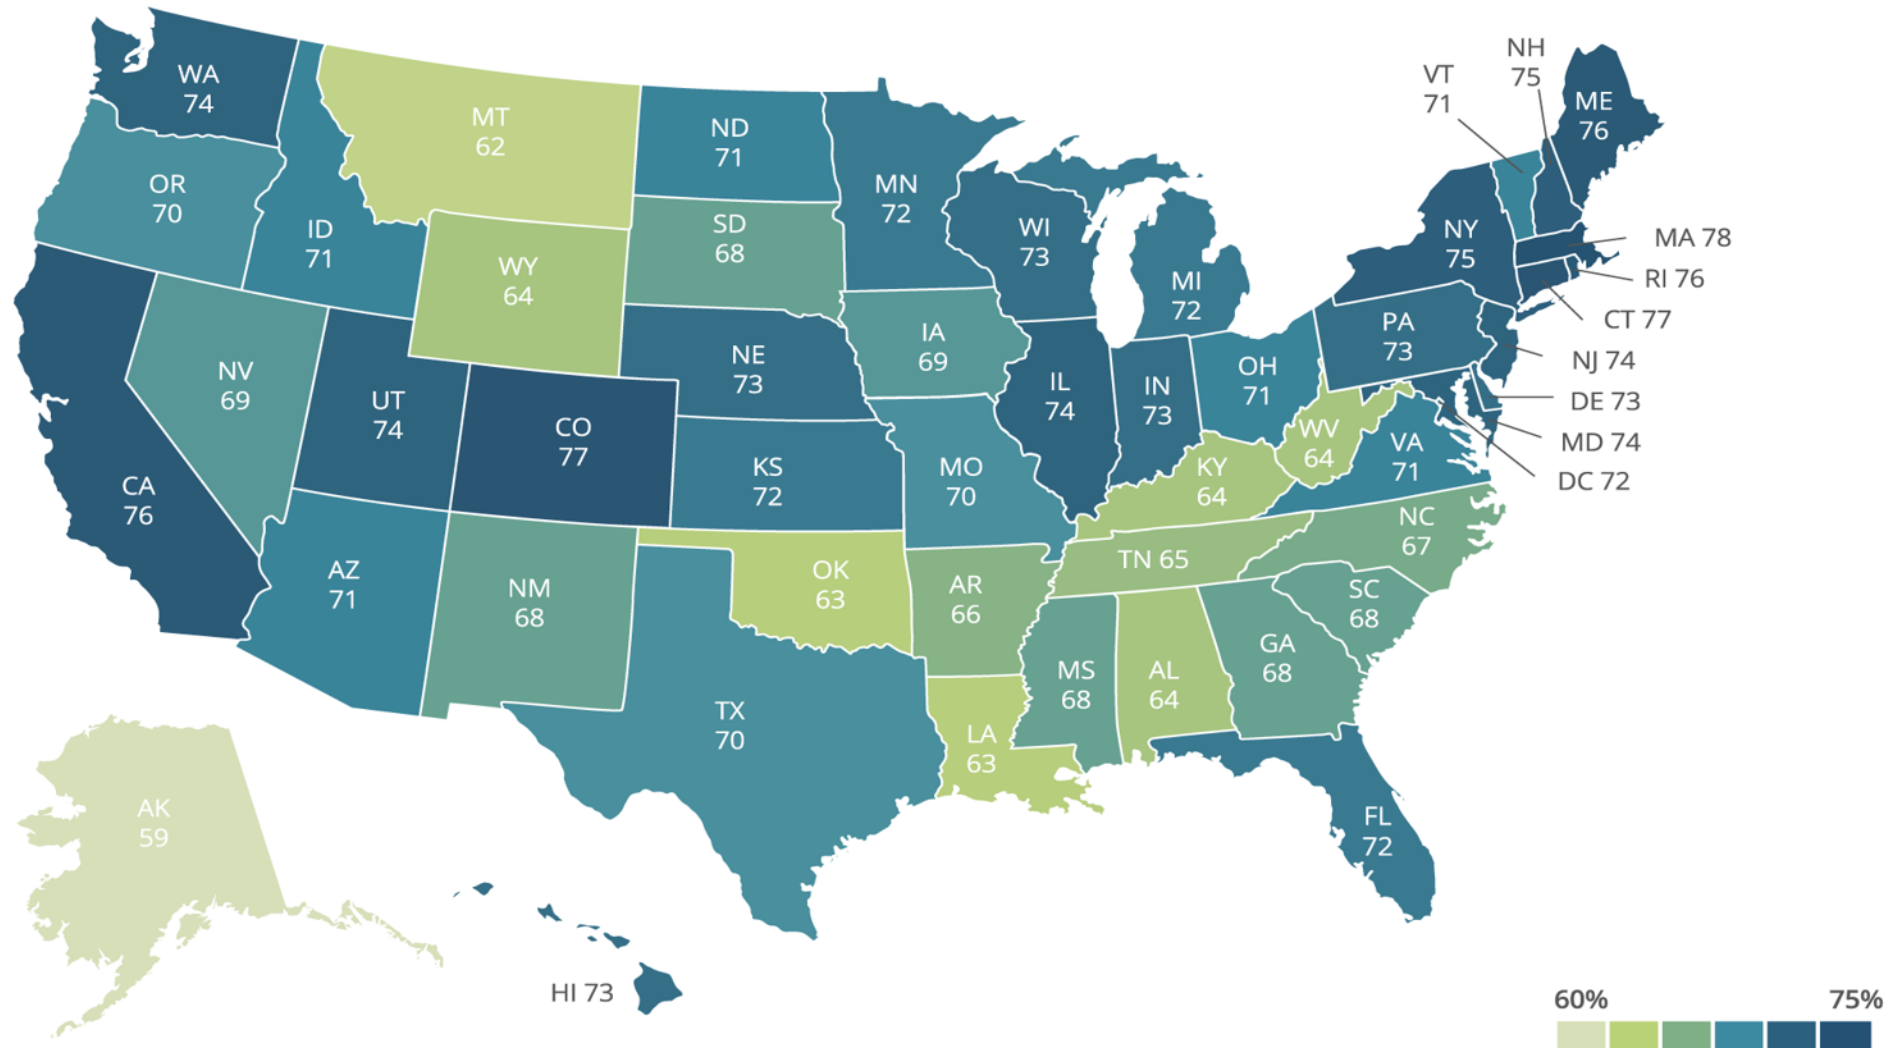 WA
74
OR
70
CA
76
ID
71
NV
69
MT
62
WY
64
UT
74
AZ
71
CO
77
NM
68
ND
71
SD
68
NE
73
KS
72
OK
63
TX
70
MN
72
IA
69
MO
70
AR
66
LA
63
WI
73
IL
74
MI
72
IN
73
OH
71
KY
64
TN 65
MS
68
AL
64
GA
68
FL
72
SC
68
NC
67
VA
71
WV
64
PA
73
NY
75
VT
71
NH
75
ME
76
MA 78
RI 76
CT 77
NJ 74
DE 73
MD 74
DC 72
AK
59
HI 73
60% 75%